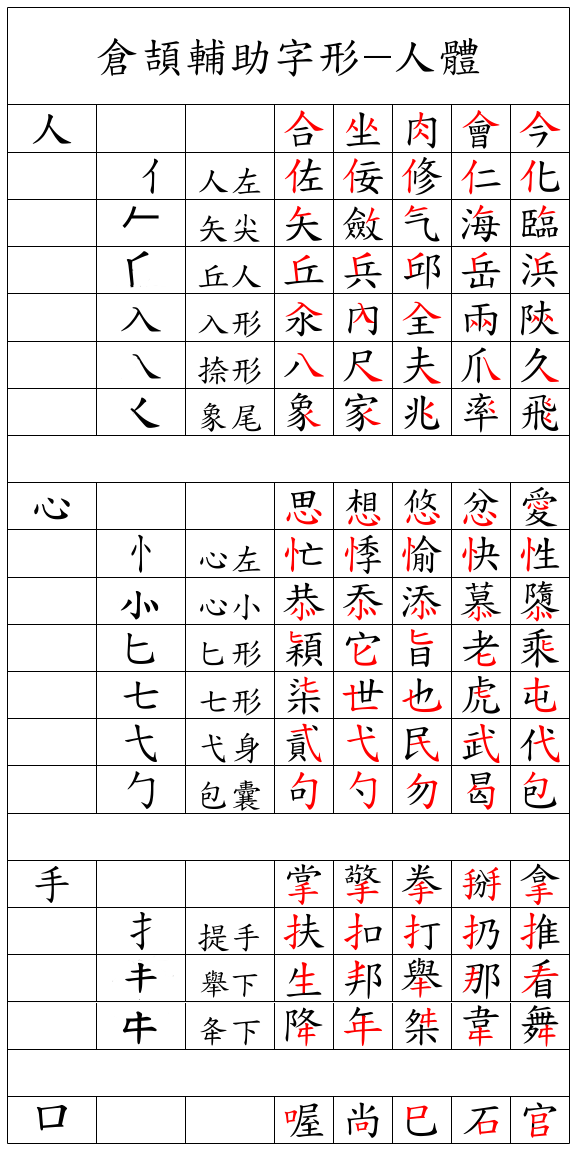 倉頡輔助字形—人體
人 合 坐 肉 會 今
亻 人左 佐 佞 修 仁 化
𠂉 矢尖 矢 斂 气 海 臨
⺁ 丘人 丘 兵 邱 岳 浜
入 入形 氽 內 全 兩 陝
乀 捺形 八 尺 夫 爪 久
𡿨 象尾 象 家 兆 率 飛
心 思 想 悠 忿 愛
忄 心左 忙 悸 愉 快 性
⺗ 心小 恭 忝 添 慕 隳
匕 匕形 穎 它 旨 老 乘
七 七形 柒 世 也 虎 屯
弋 弋身 貳 弋 民 武 代
勹 包囊 句 勺 勿 曷 包
手 掌 擎 拳 掰 拿
扌 提手 扶 扣 打 扔 推
龵 舉下 生 邦 舉 那 看
㐄 夅下 降 年 桀 韋 舞
口 喔 尚 巳 石 官